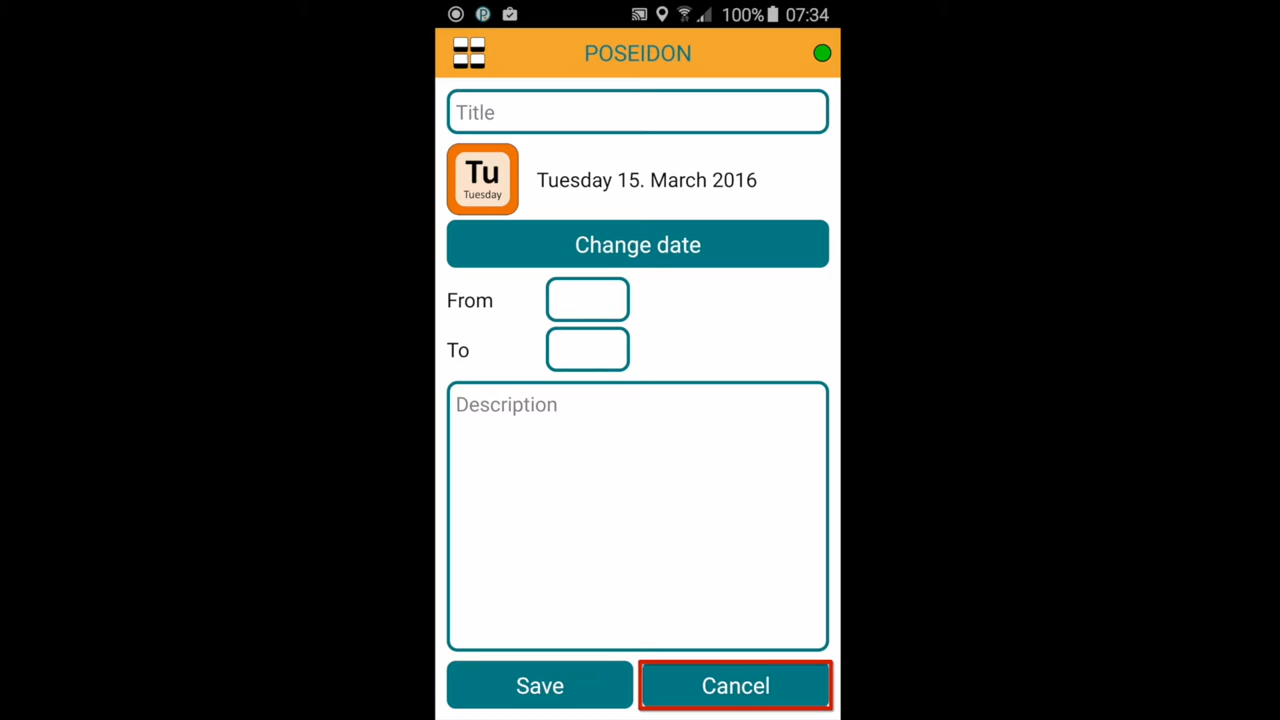 100% 07:34
POSEIDON
Title
Tu
Tuesday
Tuesday 15. March 2016
Change date
From
To
Description
Save Cancel